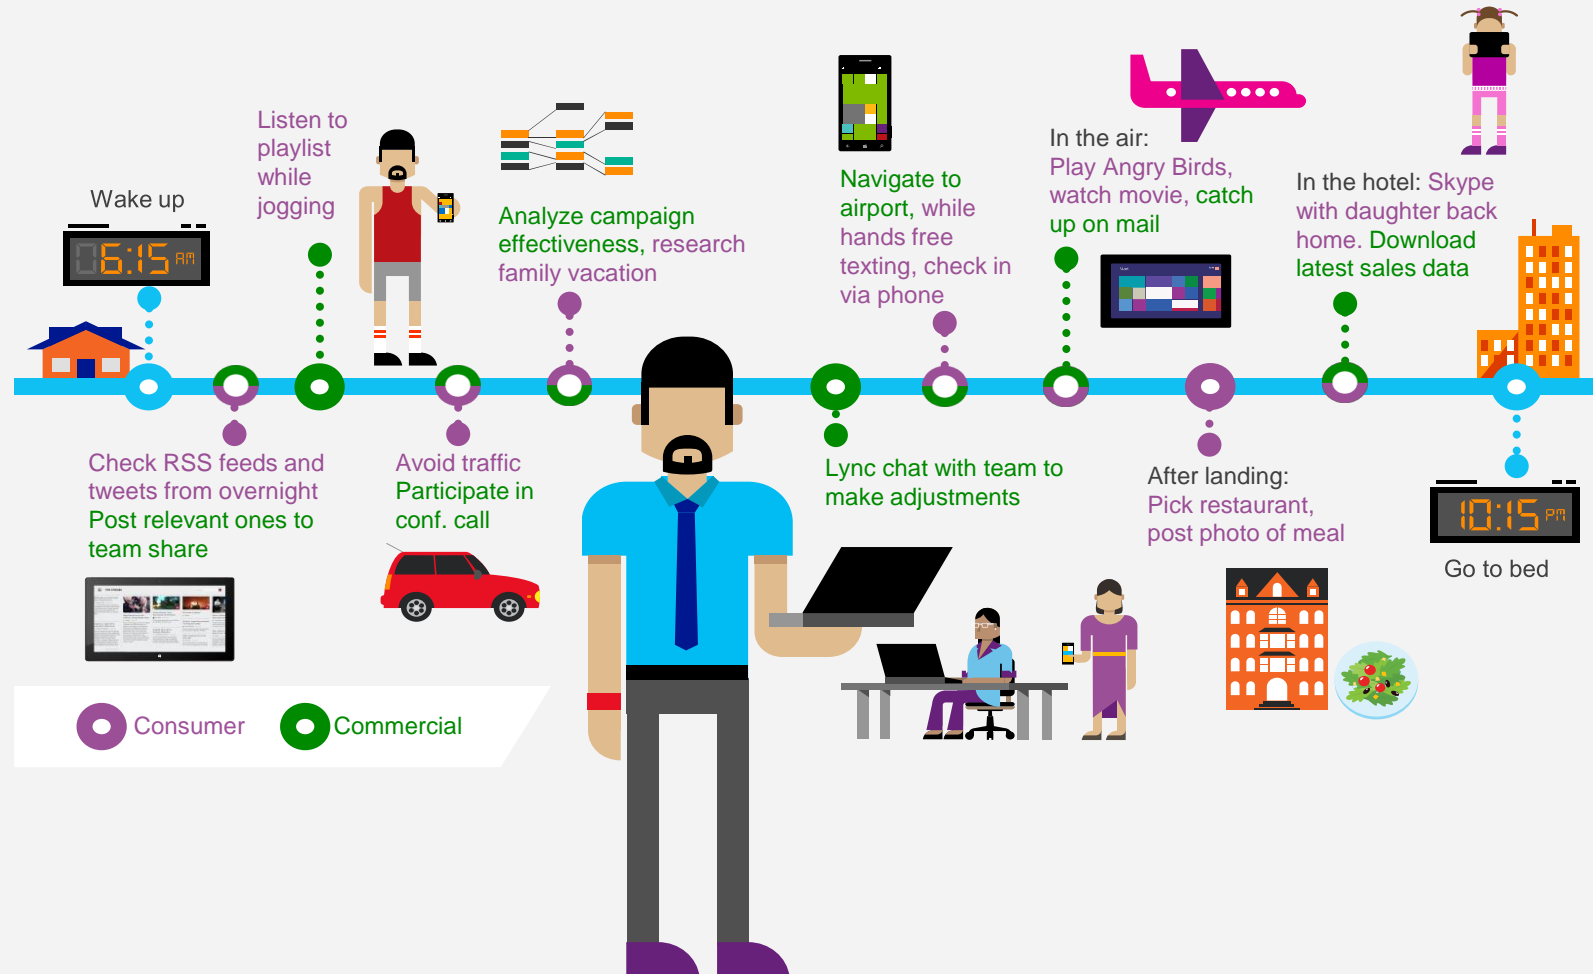 Wake up
6:15 AM
Check RSS feeds and
tweets from overnight
Post relevant ones to
team share
Listen to
playlist
while
jogging
Avoid traffic
Participate in
conf. call
Analyze campaign
effectiveness, research
family vacation
Lync chat with team to
make adjustments
Navigate to
airport, while
hands free
texting, check in
via phone
In the air:
Play Angry Birds,
watch movie, catch
up on mail
After landing:
Pick restaurant,
post photo of meal
In the hotel: Skype
with daughter back
home. Download
latest sales data
10:15 PM
Go to bed
Consumer
Commercial